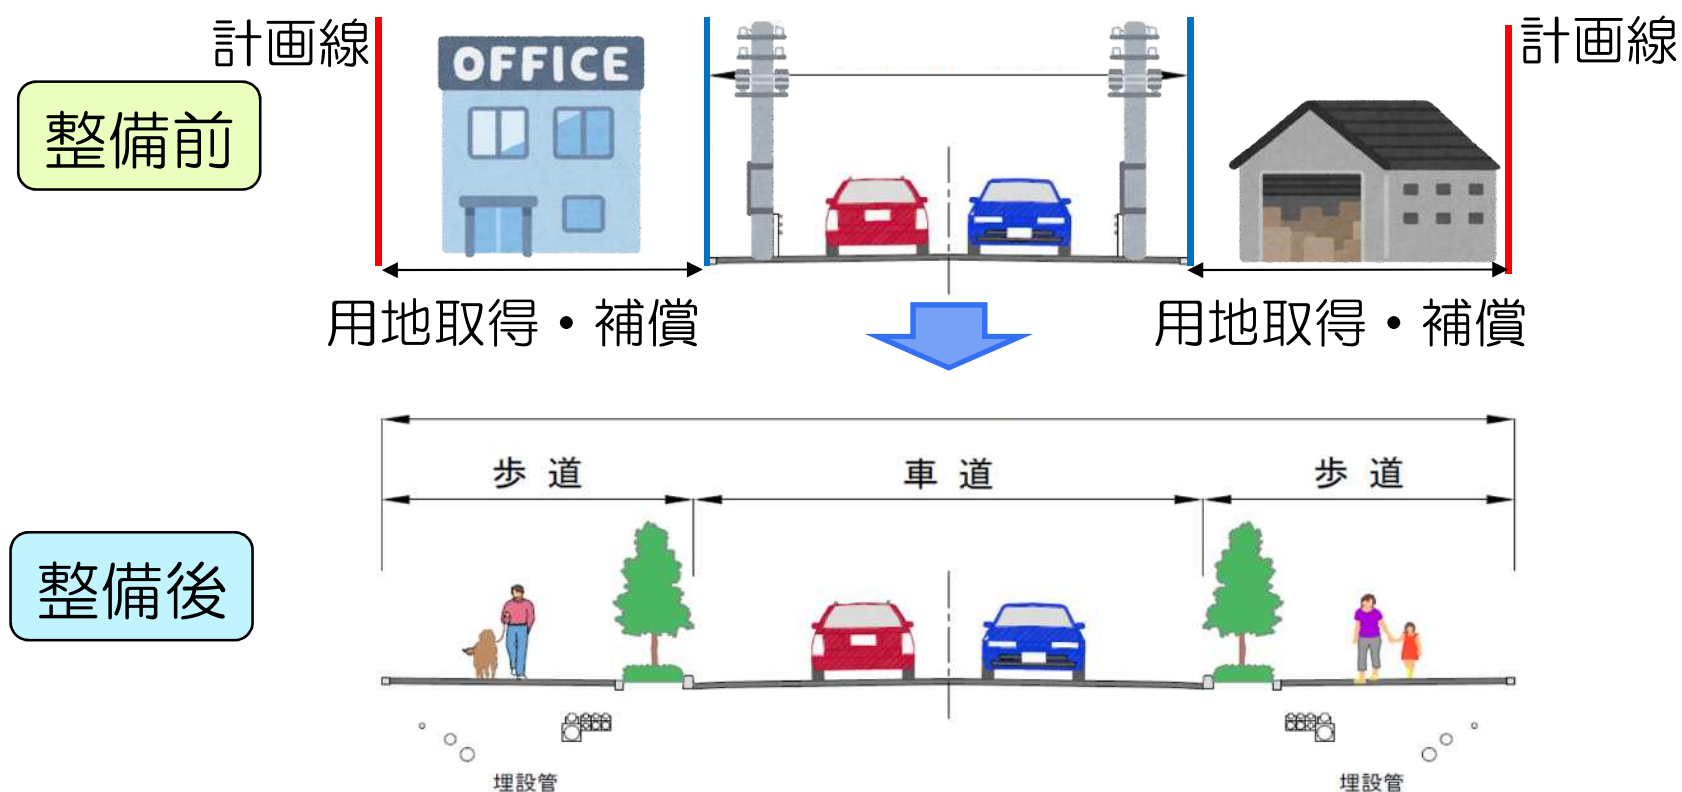 計画線
計画線
OFFICE
整備前
用地取得・補償
用地取得・補償
歩道
車道
歩道
整備後
埋設管
埋設管